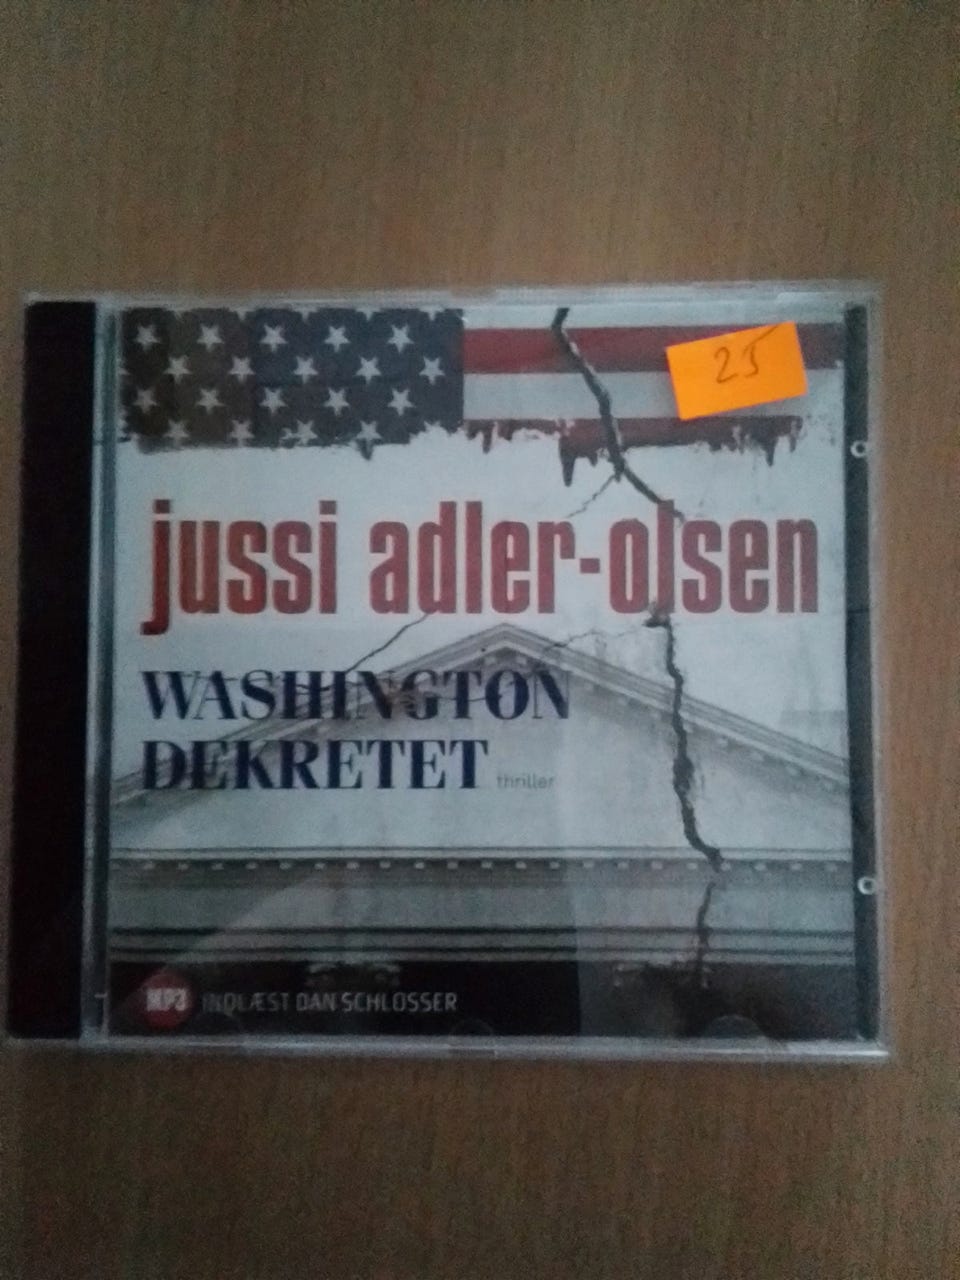 25
jussi adler-olsen
WASHINGTON
DEKRETET thriller
MP3 INDLÆST DAN SCHLOSSER